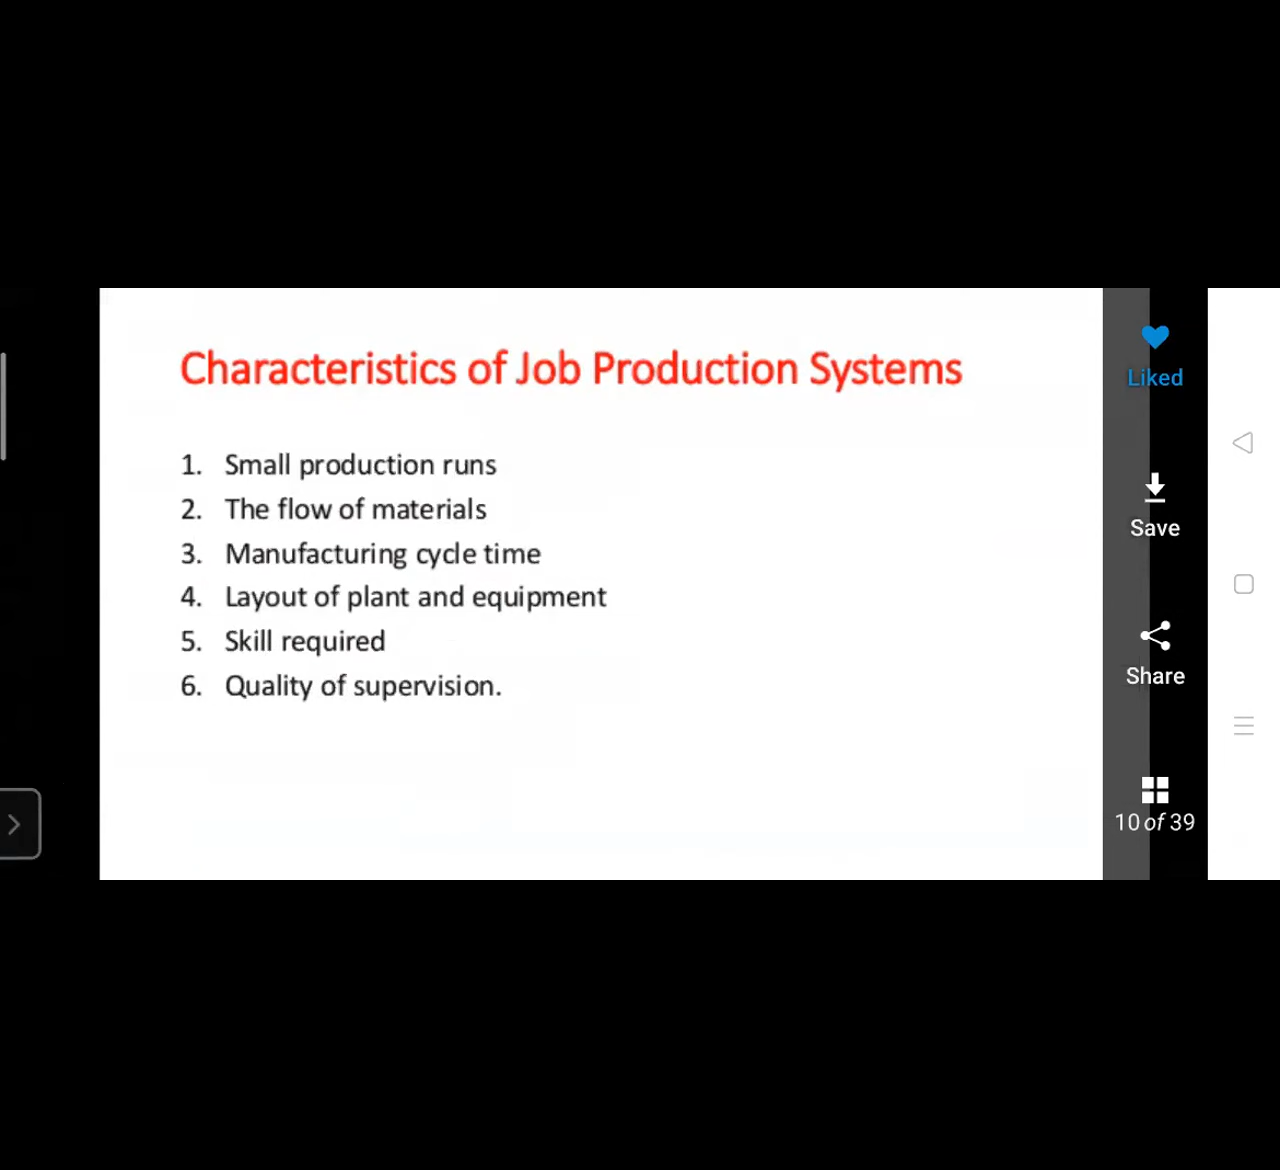 Characteristics of Job Production Systems
1. Small production runs
2. The flow of materials
3. Manufacturing cycle time
4. Layout of plant and equipment
5. Skill required
6. Quality of supervision.
Liked
Save
Share
10 of 39